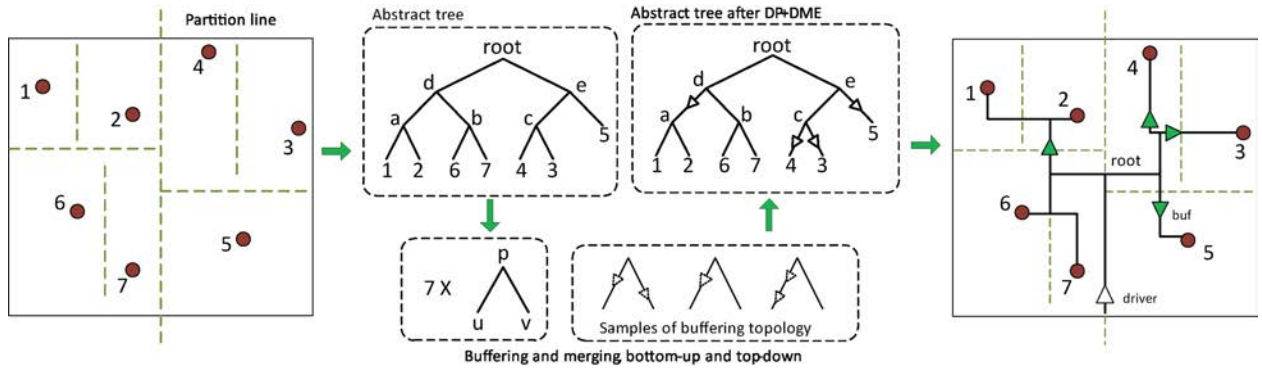 Partition line
1
2
4
3
6
5
7
Abstract tree
root
d e
a b c 5
1 2 6 7 4 3
7 X
p
u v
Abstract tree after DP+DME
root
d e
a b c 5
1 2 6 7 4 3
Samples of buffering topology
Buffering and merging, bottom-up and top-down
4
1 2
3
root
6
buf
5
7
driver